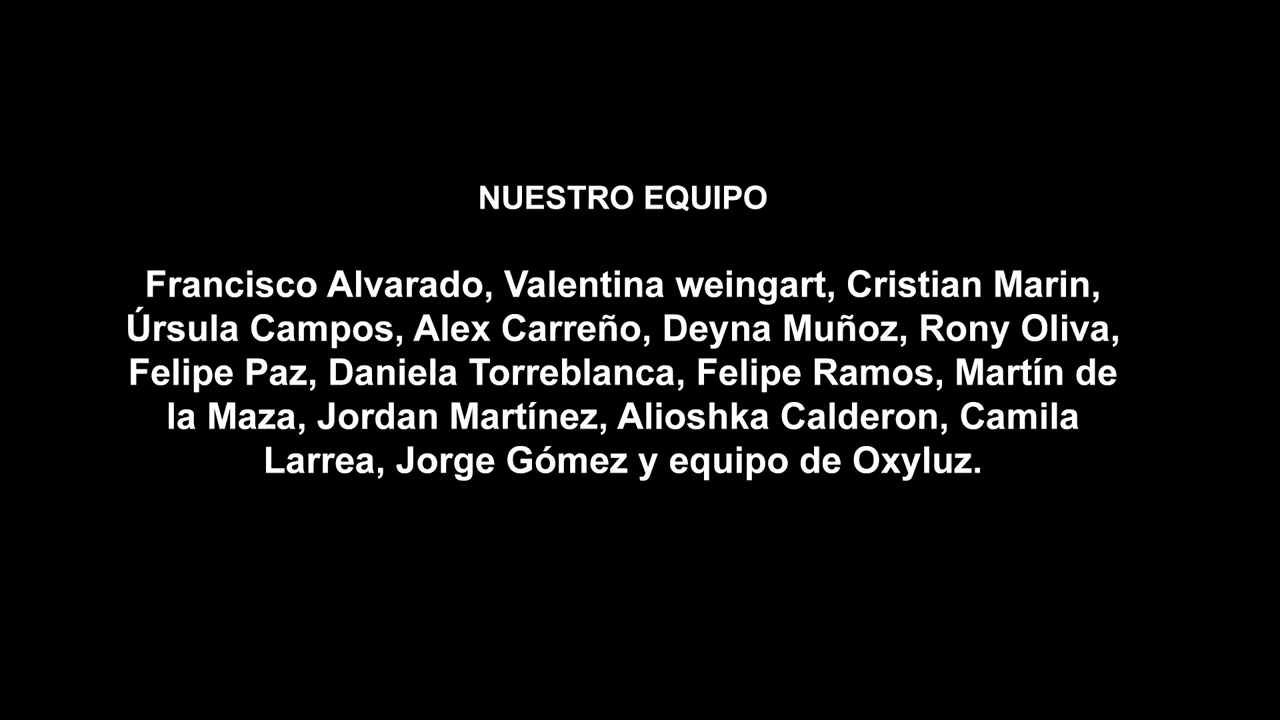 NUESTRO EQUIPO
Francisco Alvarado, Valentina weingart, Cristian Marin,
Úrsula Campos, Alex Carreño, Deyna Muñoz, Rony Oliva,
Felipe Paz, Daniela Torreblanca, Felipe Ramos, Martín de
la Maza, Jordan Martínez, Alioshka Calderon, Camila
Larrea, Jorge Gómez y equipo de Oxyluz.